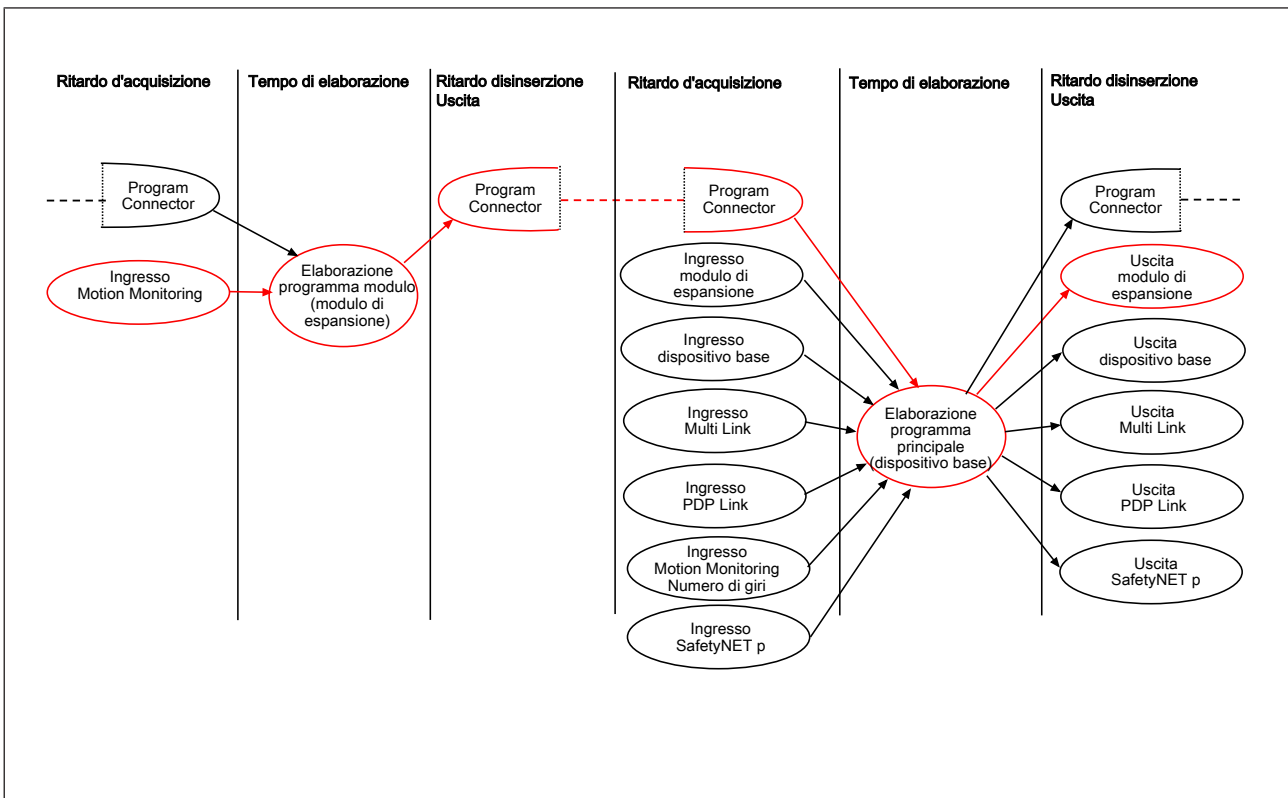 Ritardo d'acquisizione
Tempo di elaborazione
Ritardo disinserzione
Uscita
Ritardo d'acquisizione
Tempo di elaborazione
Ritardo disinserzione
Uscita
Program
Connector
Ingresso
Motion Monitoring
Elaborazione
programma modulo
(modulo di
espansione)
Program
Connector
Program
Connector
Ingresso
modulo di
espansione
Ingresso
dispositivo base
Ingresso
Multi Link
Ingresso
PDP Link
Ingresso
Motion Monitoring
Numero di giri
Ingresso
SafetyNET p
Elaborazione
programma
principale
(dispositivo base)
Program
Connector
Uscita
modulo di
espansione
Uscita
dispositivo base
Uscita
Multi Link
Uscita
PDP Link
Uscita
SafetyNET p